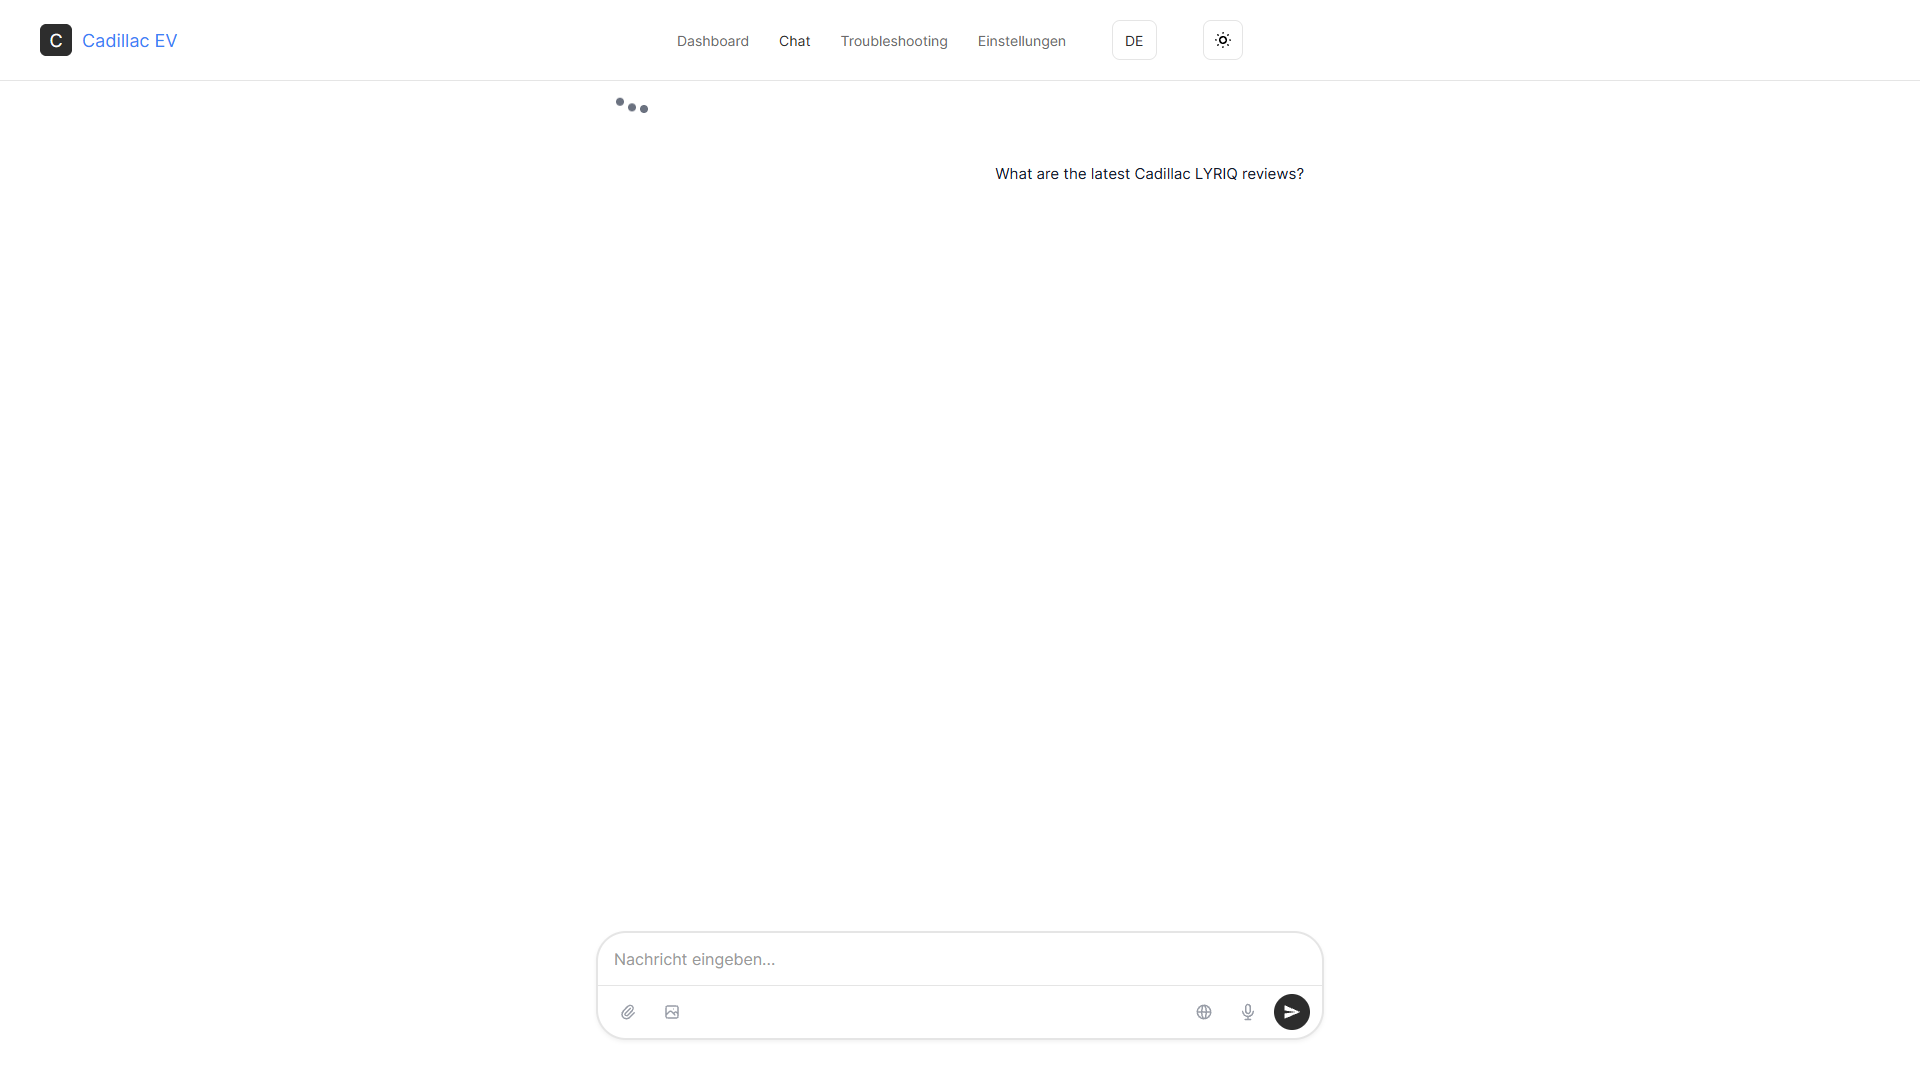 C
Cadillac EV
Dashboard
Chat
Troubleshooting
Einstellungen
DE
What are the latest Cadillac LYRIQ reviews?
Nachricht eingeben...